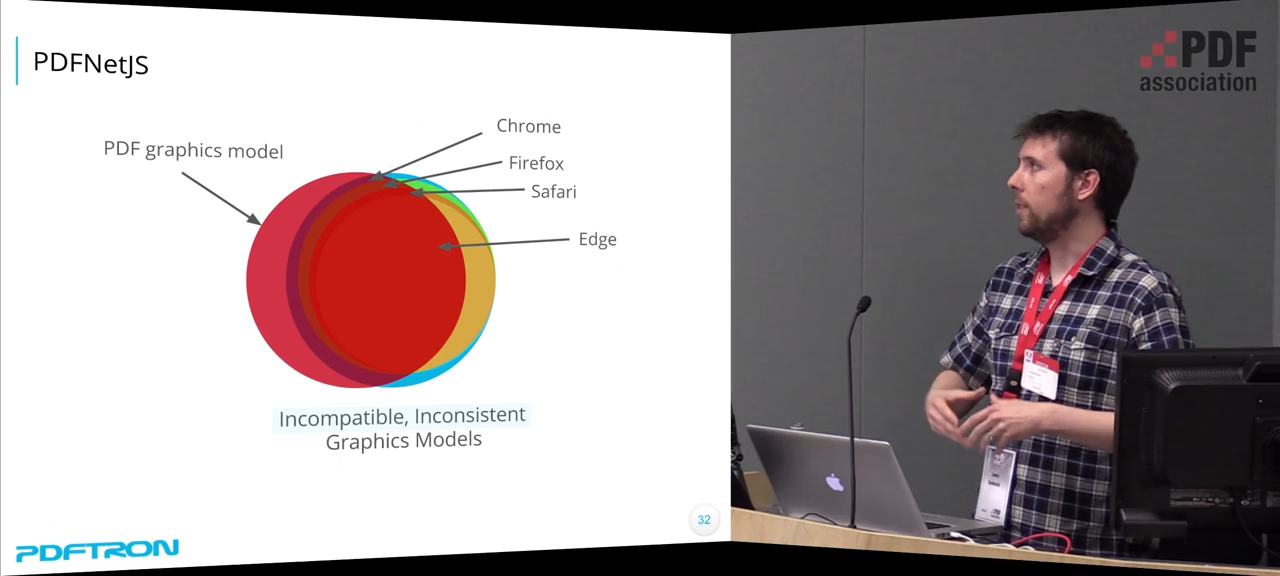 PDFNetJS
PDF graphics model
Chrome
Firefox
Safari
Edge
Incompatible, Inconsistent
Graphics Models
32
PDFTRON
PDF
association